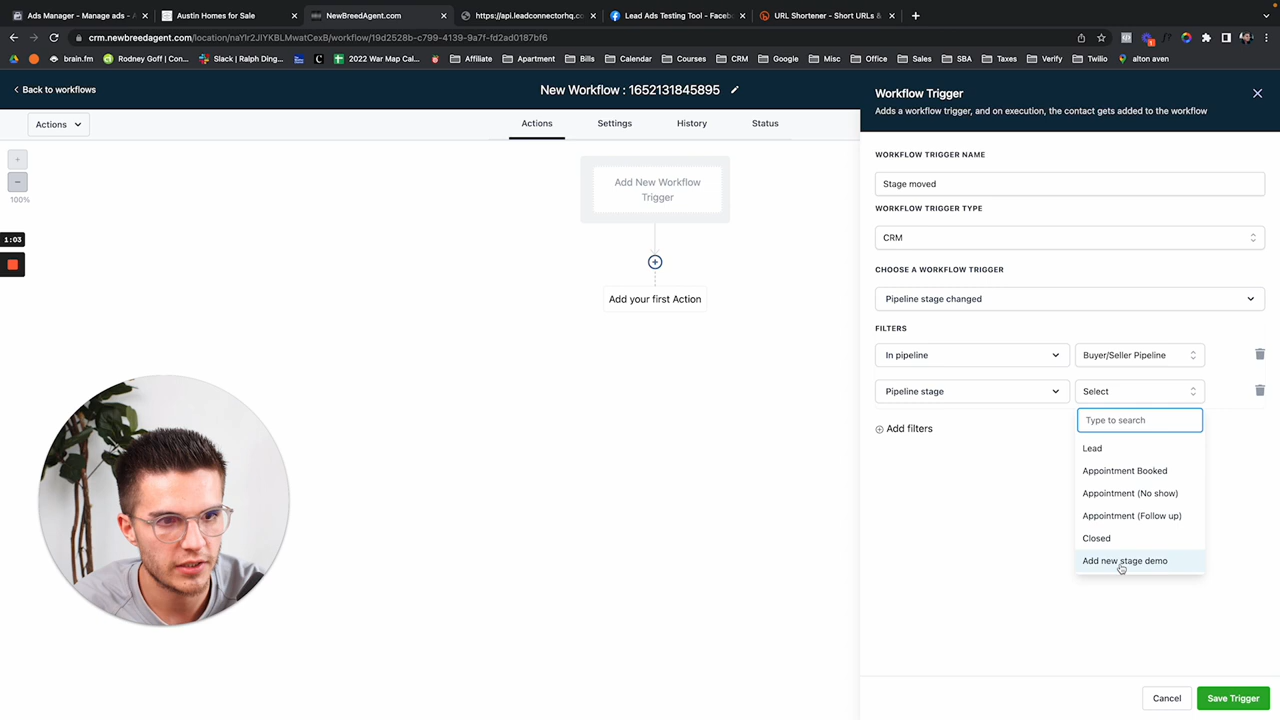 Ads Manager - Manage ads - A
Austin Homes for Sale
NewBreedAgent.com
https://api.leadconnectorhq.co
Lead Ads Testing Tool - Faceb
URL Shortener - Short URLs &
crm.newbreedagent.com/location/naYlr2JlYKBLMwatCexB/workflow/19d2528b-c799-4139-9a7f-fd2ad0187bf6
brain.fm
Rodney Goff | Con...
Slack | Ralph Ding...
2022 War Map Cal...
Affiliate
Apartment
Bills
Calendar
Courses
CRM
Google
Misc
Office
Sales
SBA
Taxes
Verify
Twilio
alton aven
Back to workflows
New Workflow : 1652131845895
Actions
Actions
Settings
History
Status
100%
Add New Workflow
Trigger
Add your first Action
1:03
Workflow Trigger
Adds a workflow trigger, and on execution, the contact gets added to the workflow
WORKFLOW TRIGGER NAME
Stage moved
WORKFLOW TRIGGER TYPE
CRM
CHOOSE A WORKFLOW TRIGGER
Pipeline stage changed
FILTERS
In pipeline
Buyer/Seller Pipeline
Pipeline stage
Select
Add filters
Type to search
Lead
Appointment Booked
Appointment (No show)
Appointment (Follow up)
Closed
Add new stage demo
Cancel
Save Trigger